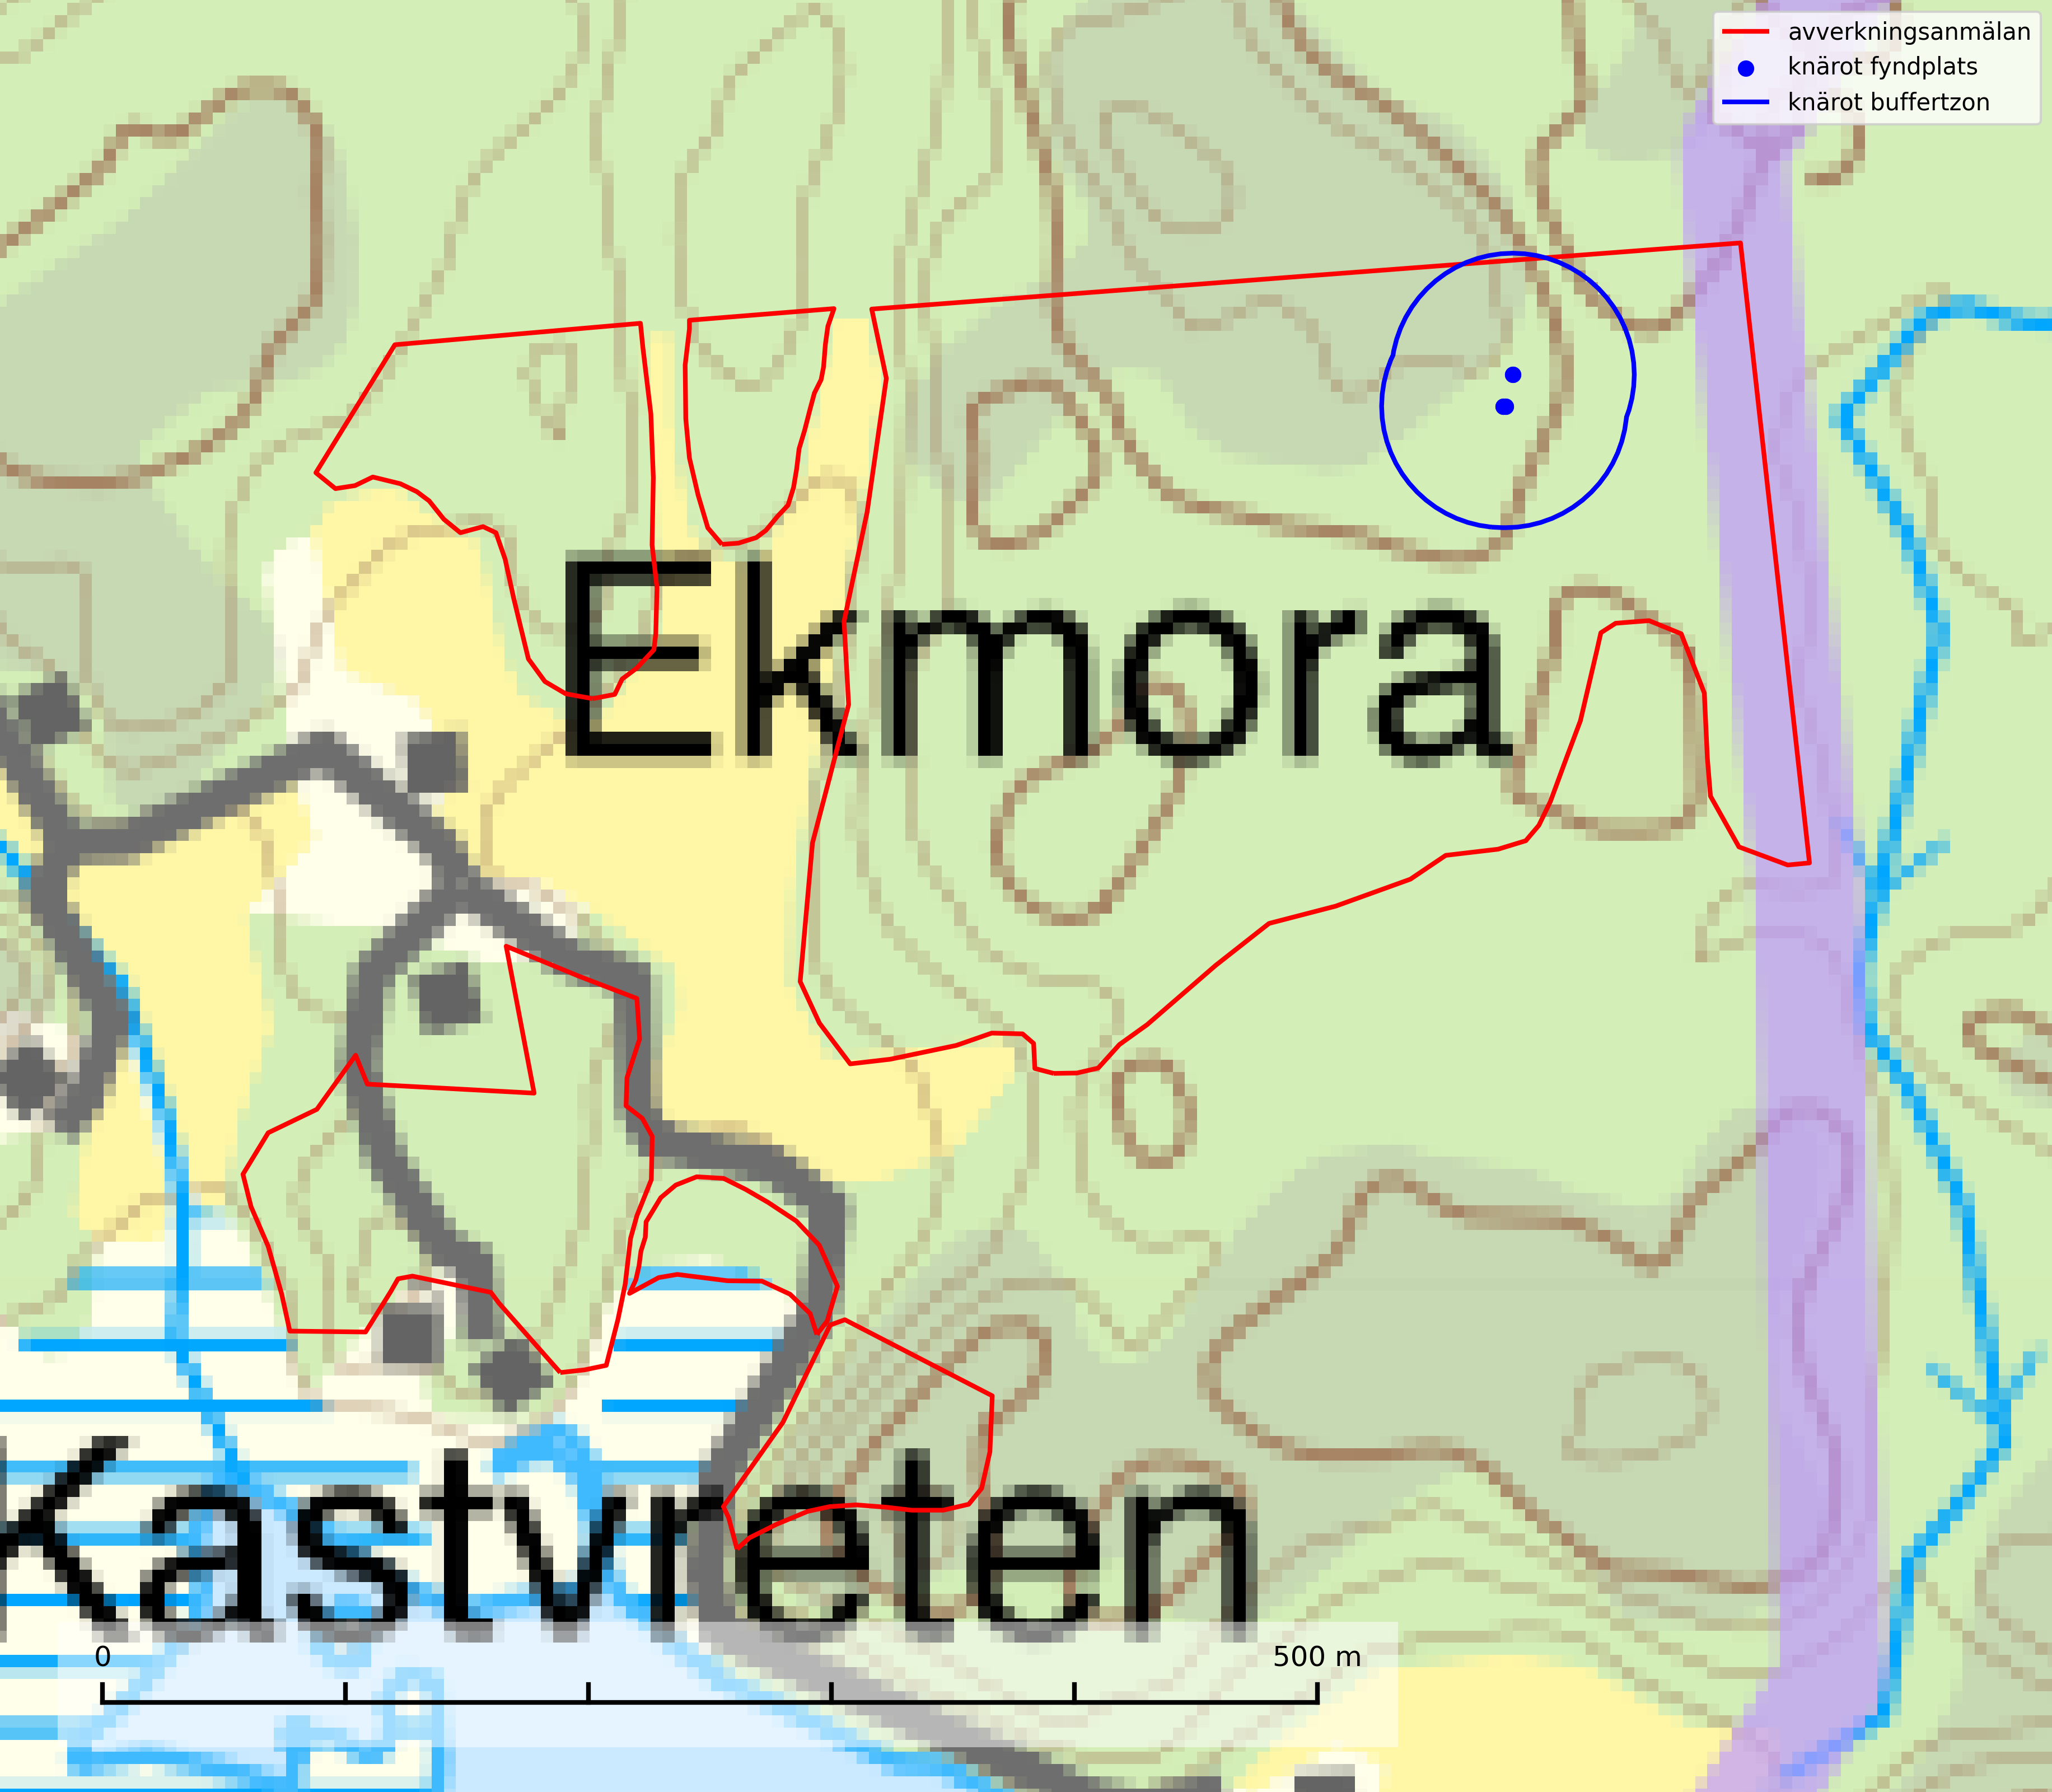 avverkningsanmälan
knärot fyndplats
knärot buffertzon
Ekmora
Kastvreten
0
500 m